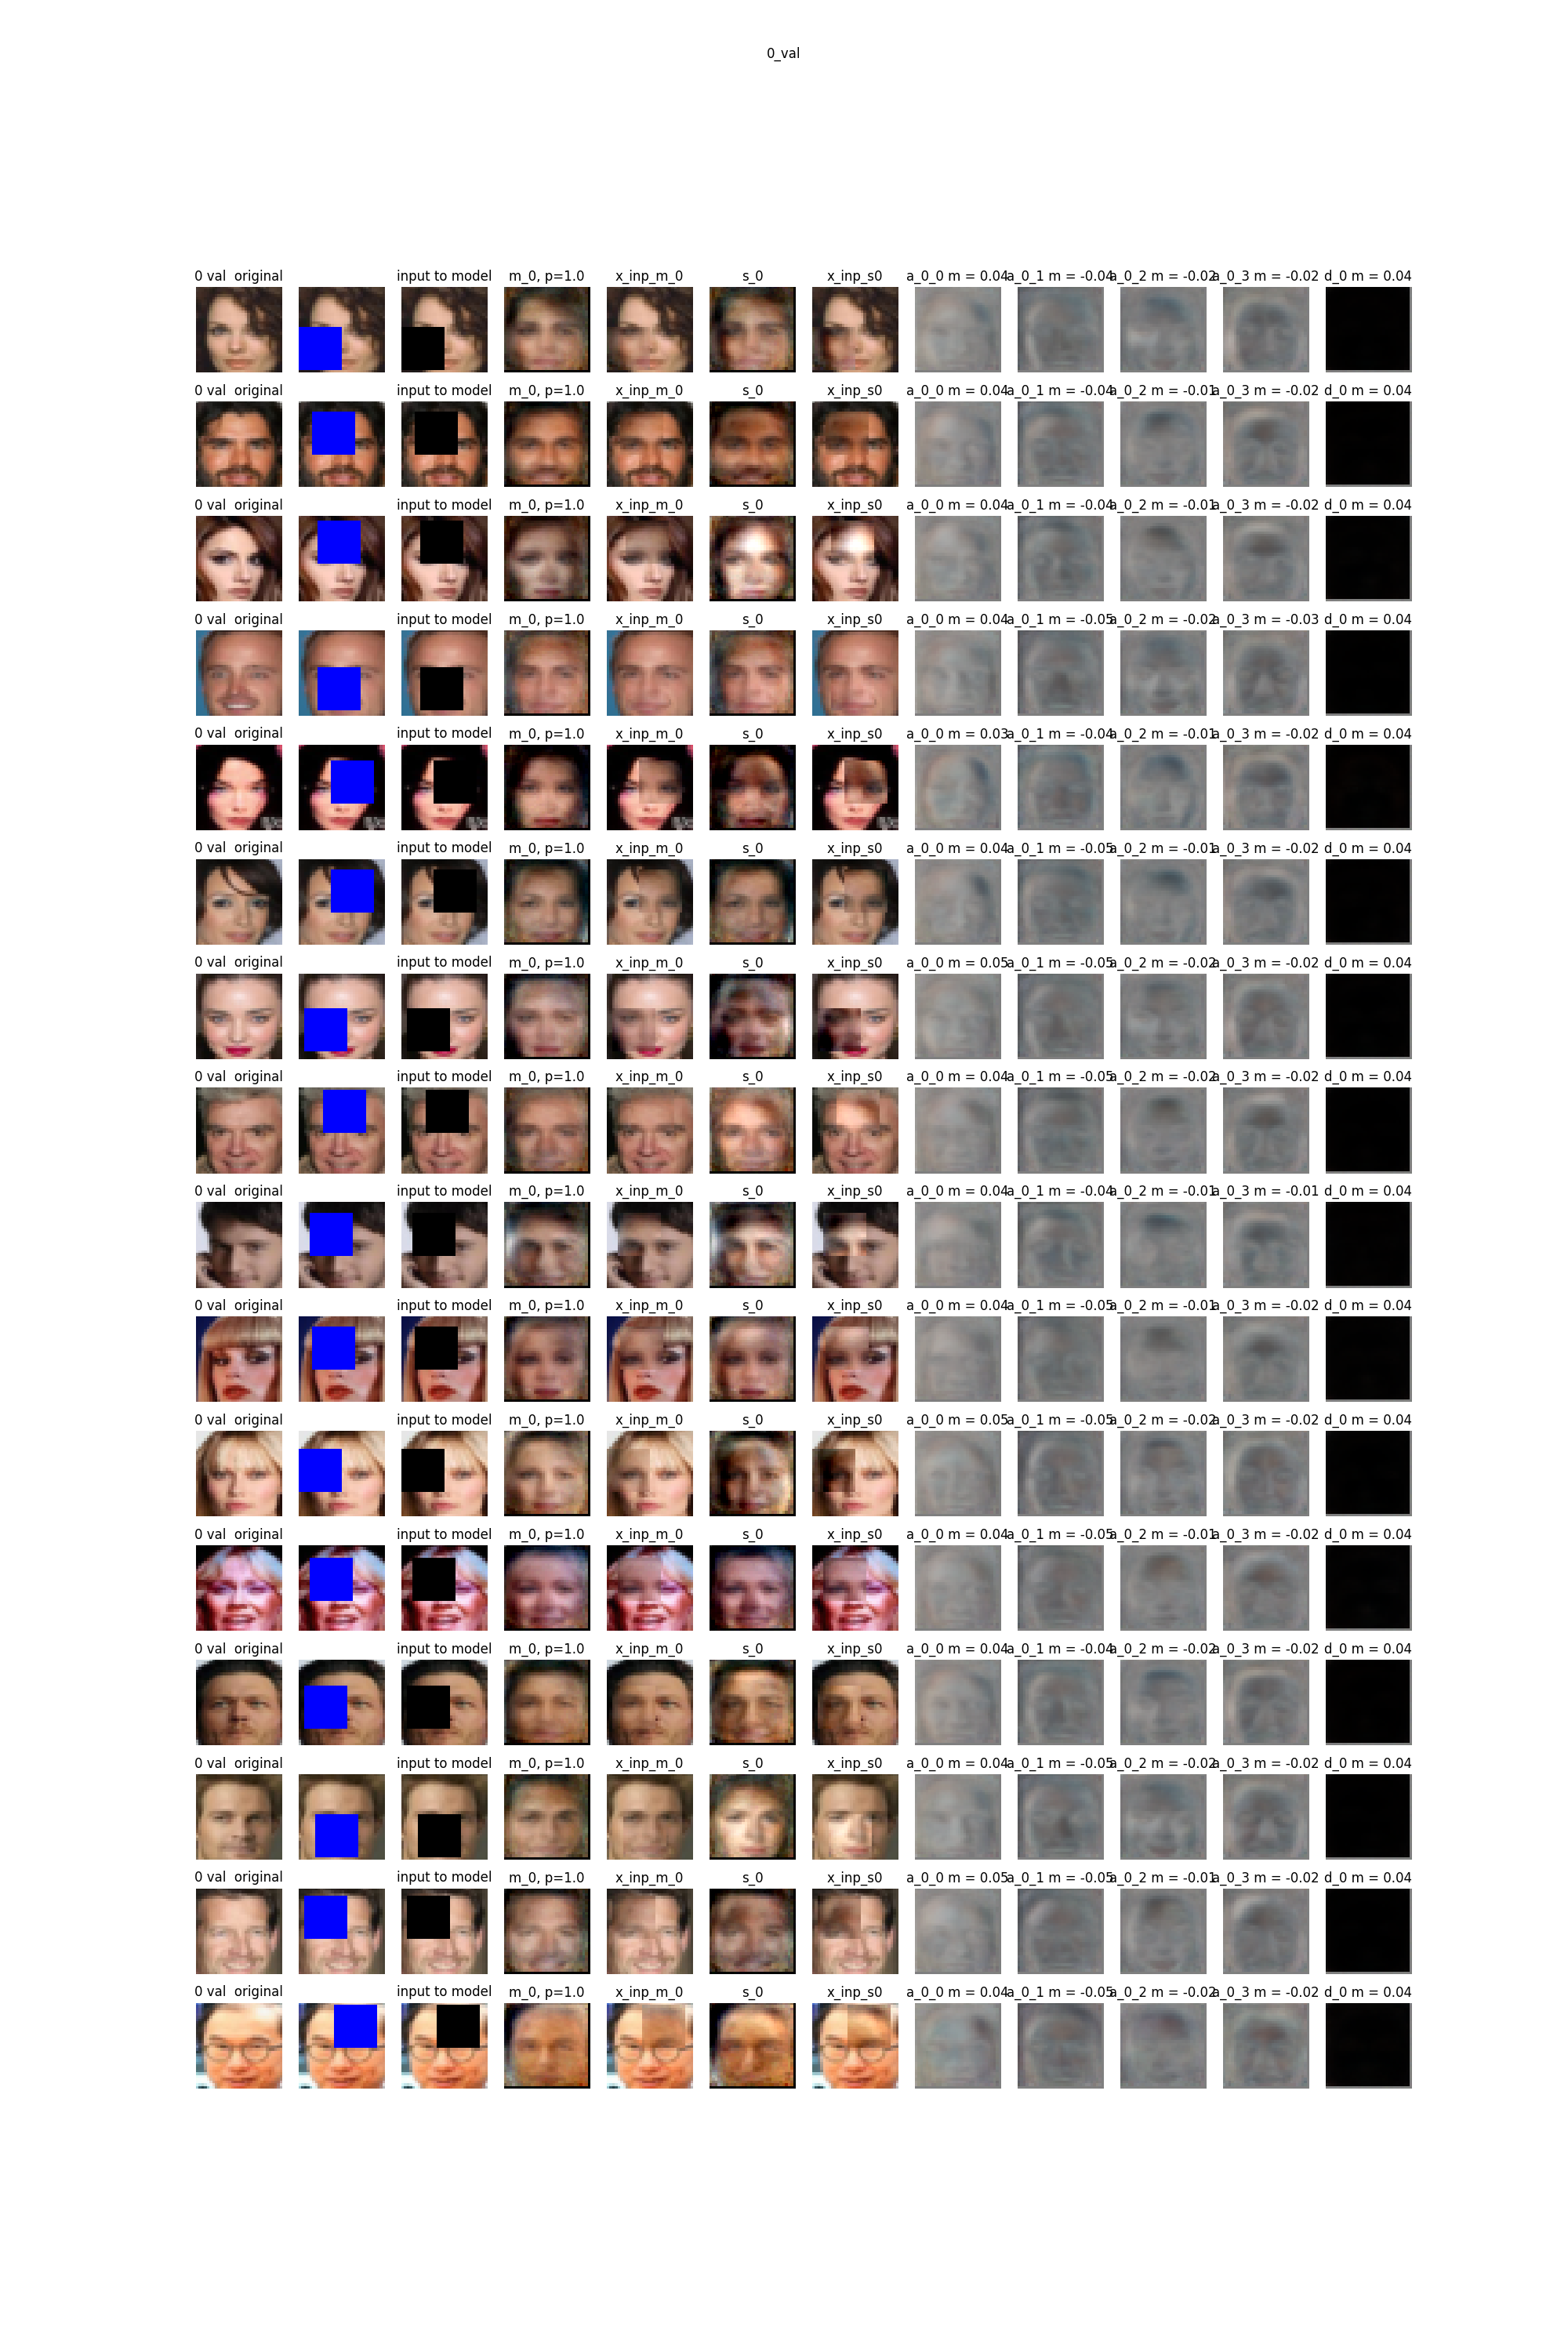 0_val
0 val original input to model m_0, p=1.0 x_inp_m_0 s_0 x_inp_s0 a_0_0 m = 0.04 a_0_1 m = -0.04 a_0_2 m = -0.02 a_0_3 m = -0.02 d_0 m = 0.04
0 val original input to model m_0, p=1.0 x_inp_m_0 s_0 x_inp_s0 a_0_0 m = 0.04 a_0_1 m = -0.04 a_0_2 m = -0.01 a_0_3 m = -0.02 d_0 m = 0.04
0 val original input to model m_0, p=1.0 x_inp_m_0 s_0 x_inp_s0 a_0_0 m = 0.04 a_0_1 m = -0.04 a_0_2 m = -0.01 a_0_3 m = -0.02 d_0 m = 0.04
0 val original input to model m_0, p=1.0 x_inp_m_0 s_0 x_inp_s0 a_0_0 m = 0.04 a_0_1 m = -0.05 a_0_2 m = -0.02 a_0_3 m = -0.03 d_0 m = 0.04
0 val original input to model m_0, p=1.0 x_inp_m_0 s_0 x_inp_s0 a_0_0 m = 0.03 a_0_1 m = -0.04 a_0_2 m = -0.01 a_0_3 m = -0.02 d_0 m = 0.04
0 val original input to model m_0, p=1.0 x_inp_m_0 s_0 x_inp_s0 a_0_0 m = 0.04 a_0_1 m = -0.05 a_0_2 m = -0.01 a_0_3 m = -0.02 d_0 m = 0.04
0 val original input to model m_0, p=1.0 x_inp_m_0 s_0 x_inp_s0 a_0_0 m = 0.05 a_0_1 m = -0.05 a_0_2 m = -0.02 a_0_3 m = -0.02 d_0 m = 0.04
0 val original input to model m_0, p=1.0 x_inp_m_0 s_0 x_inp_s0 a_0_0 m = 0.04 a_0_1 m = -0.05 a_0_2 m = -0.02 a_0_3 m = -0.02 d_0 m = 0.04
0 val original input to model m_0, p=1.0 x_inp_m_0 s_0 x_inp_s0 a_0_0 m = 0.04 a_0_1 m = -0.04 a_0_2 m = -0.01 a_0_3 m = -0.01 d_0 m = 0.04
0 val original input to model m_0, p=1.0 x_inp_m_0 s_0 x_inp_s0 a_0_0 m = 0.04 a_0_1 m = -0.05 a_0_2 m = -0.01 a_0_3 m = -0.02 d_0 m = 0.04
0 val original input to model m_0, p=1.0 x_inp_m_0 s_0 x_inp_s0 a_0_0 m = 0.05 a_0_1 m = -0.05 a_0_2 m = -0.02 a_0_3 m = -0.02 d_0 m = 0.04
0 val original input to model m_0, p=1.0 x_inp_m_0 s_0 x_inp_s0 a_0_0 m = 0.04 a_0_1 m = -0.05 a_0_2 m = -0.01 a_0_3 m = -0.02 d_0 m = 0.04
0 val original input to model m_0, p=1.0 x_inp_m_0 s_0 x_inp_s0 a_0_0 m = 0.04 a_0_1 m = -0.04 a_0_2 m = -0.02 a_0_3 m = -0.02 d_0 m = 0.04
0 val original input to model m_0, p=1.0 x_inp_m_0 s_0 x_inp_s0 a_0_0 m = 0.04 a_0_1 m = -0.05 a_0_2 m = -0.02 a_0_3 m = -0.02 d_0 m = 0.04
0 val original input to model m_0, p=1.0 x_inp_m_0 s_0 x_inp_s0 a_0_0 m = 0.05 a_0_1 m = -0.05 a_0_2 m = -0.01 a_0_3 m = -0.02 d_0 m = 0.04
0 val original input to model m_0, p=1.0 x_inp_m_0 s_0 x_inp_s0 a_0_0 m = 0.04 a_0_1 m = -0.05 a_0_2 m = -0.02 a_0_3 m = -0.02 d_0 m = 0.04